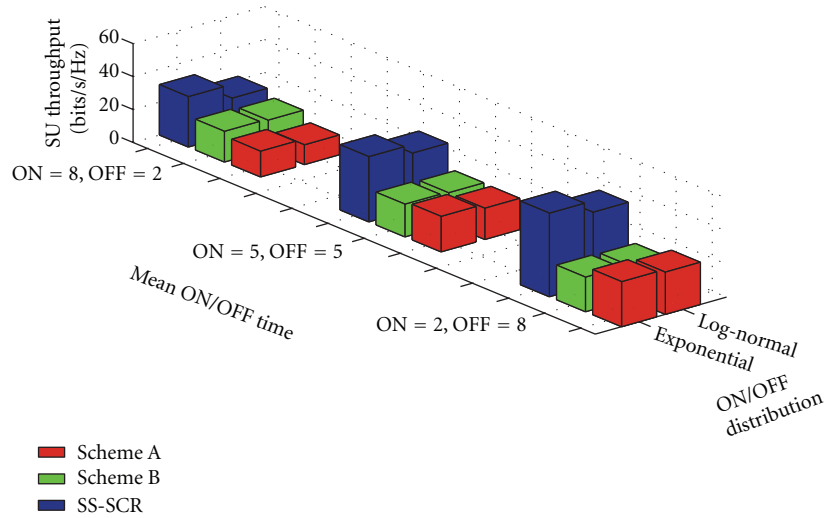 SU throughput
(bits/s/Hz)
60
40
20
0
ON = 8, OFF = 2
ON = 5, OFF = 5
ON = 2, OFF = 8
Mean ON/OFF time
Log-normal
Exponential
ON/OFF
distribution
Scheme A
Scheme B
SS-SCR